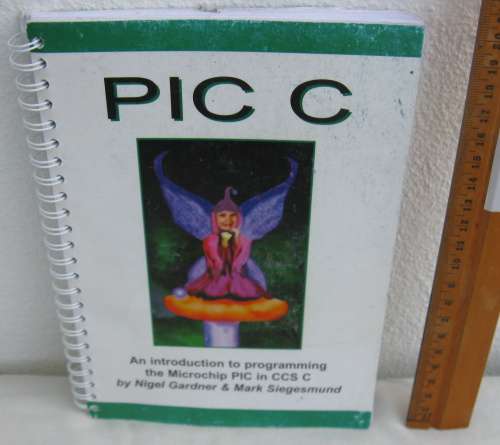 PIC C
An introduction to programming
the Microchip PIC in CCS C
by Nigel Gardner & Mark Siegesmund